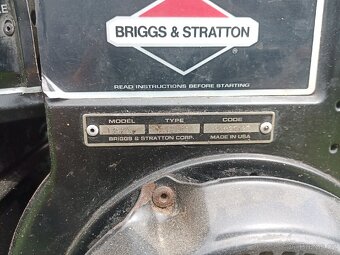 BRIGGS & STRATTON
READ INSTRUCTIONS BEFORE STARTING
MODEL TYPE CODE
BRIGGS & STRATTON CORP. MADE IN USA